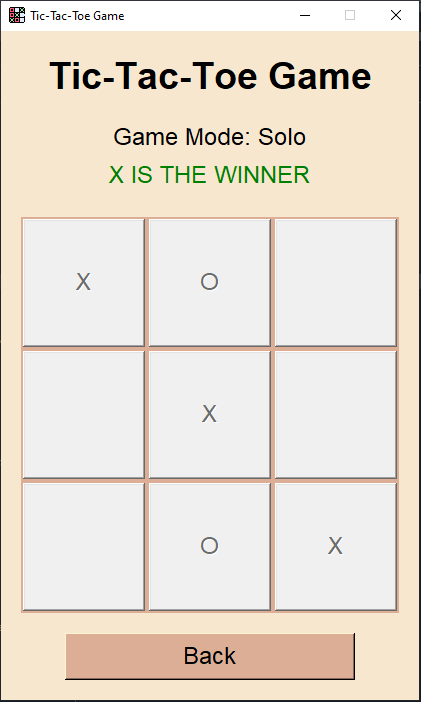 Tic-Tac-Toe Game
Tic-Tac-Toe Game
Game Mode: Solo
X IS THE WINNER
X O
X
O X
Back